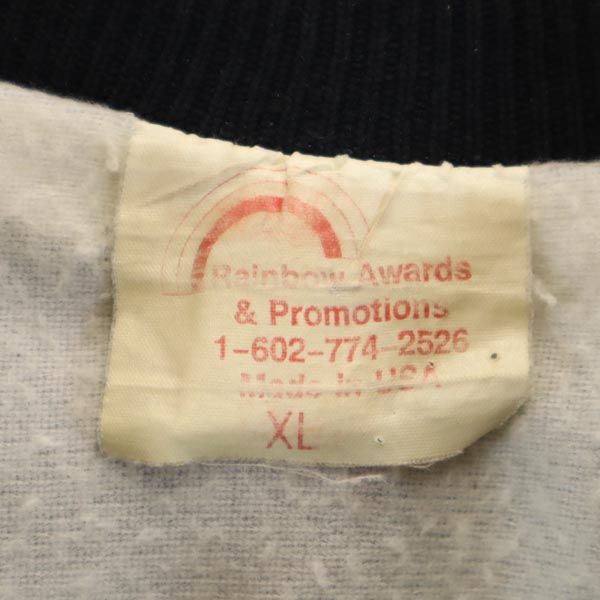 Rainbow Awards
& Promotions
1-602-774-2526
Made in USA
XL